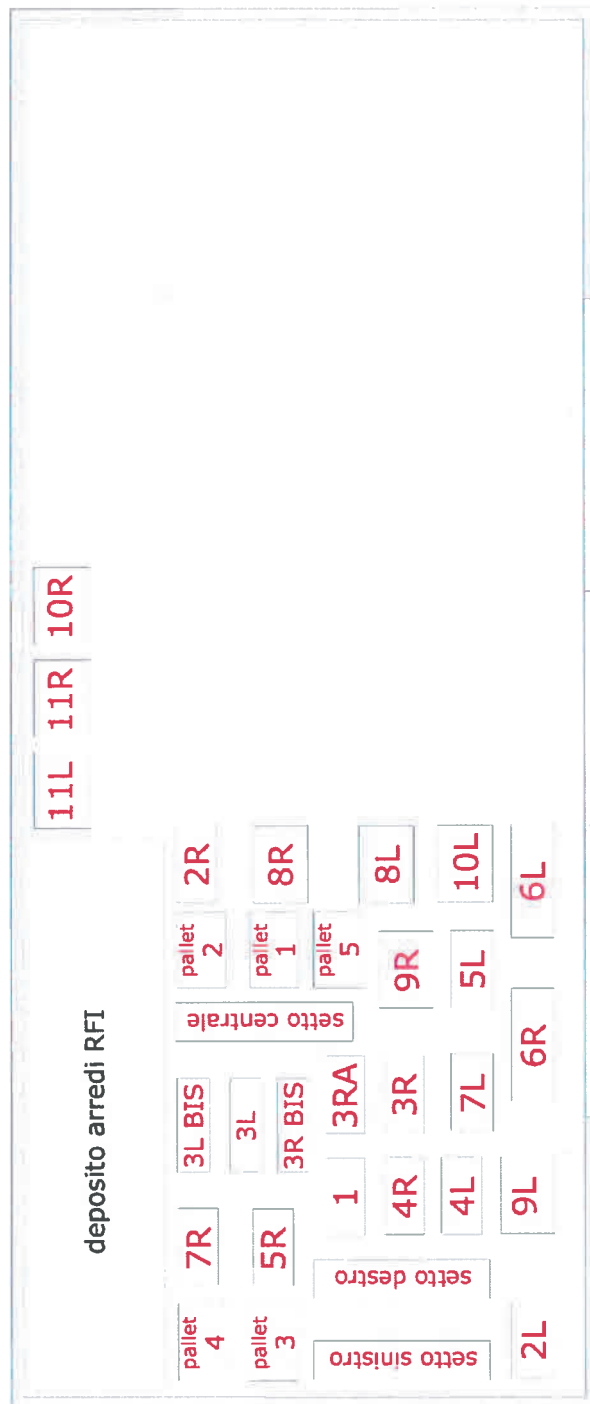 deposito arredi RFI
11L
11R
10R
pallet
4
7R
3L BIS
setto centrale
pallet
2
2R
pallet
3
5R
3L
3R BIS
pallet
1
8R
setto sinistro
setto destro
1
3RA
pallet
5
4R
3R
9R
8L
4L
7L
5L
10L
2L
9L
6R
6L